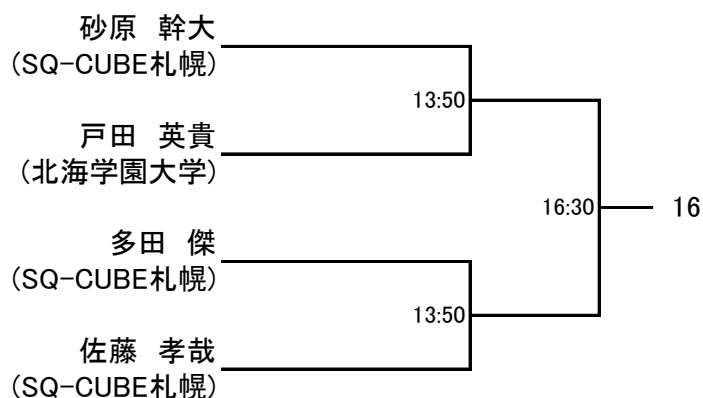 砂原　幹大
(SQ-CUBE札幌)
13:50
戸田　英貴
(北海学園大学)
16:30
16
多田　傑
(SQ-CUBE札幌)
13:50
佐藤　孝哉
(SQ-CUBE札幌)